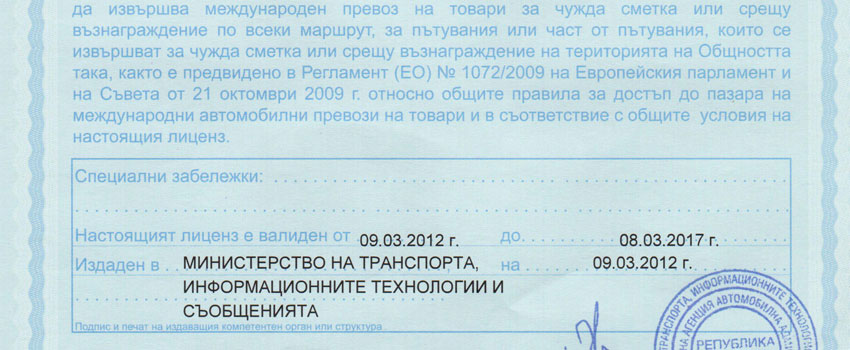 да извършва международен превоз на товари за чужда сметка или срещу
възнаграждение по всеки маршрут, за пътувания или част от пътувания, които се
извършват за чужда сметка или срещу възнаграждение на територията на Общността
така, както е предвидено в Регламент (ЕО) № 1072/2009 на Европейския парламент и
на Съвета от 21 октомври 2009 г. относно общите правила за достъп до пазара на
международни автомобилни превози на товари и в съответствие с общите условия на
настоящия лиценз.
Специални забележки:
Настоящият лиценз е валиден от 09.03.2012 г. до 08.03.2017 г.
Издаден в МИНИСТЕРСТВО НА ТРАНСПОРТА, на 09.03.2012 г.
ИНФОРМАЦИОННИТЕ ТЕХНОЛОГИИ И
СЪОБЩЕНИЯТА
Подпис и печат на издаващия компетентен орган или структура
ТРАНСПОРТА, ИНФОРМАЦИОННИТЕ ТЕХНОЛОГИИ
АГЕНЦИЯ АВТОМОБИЛНА
РЕПУБЛИКА